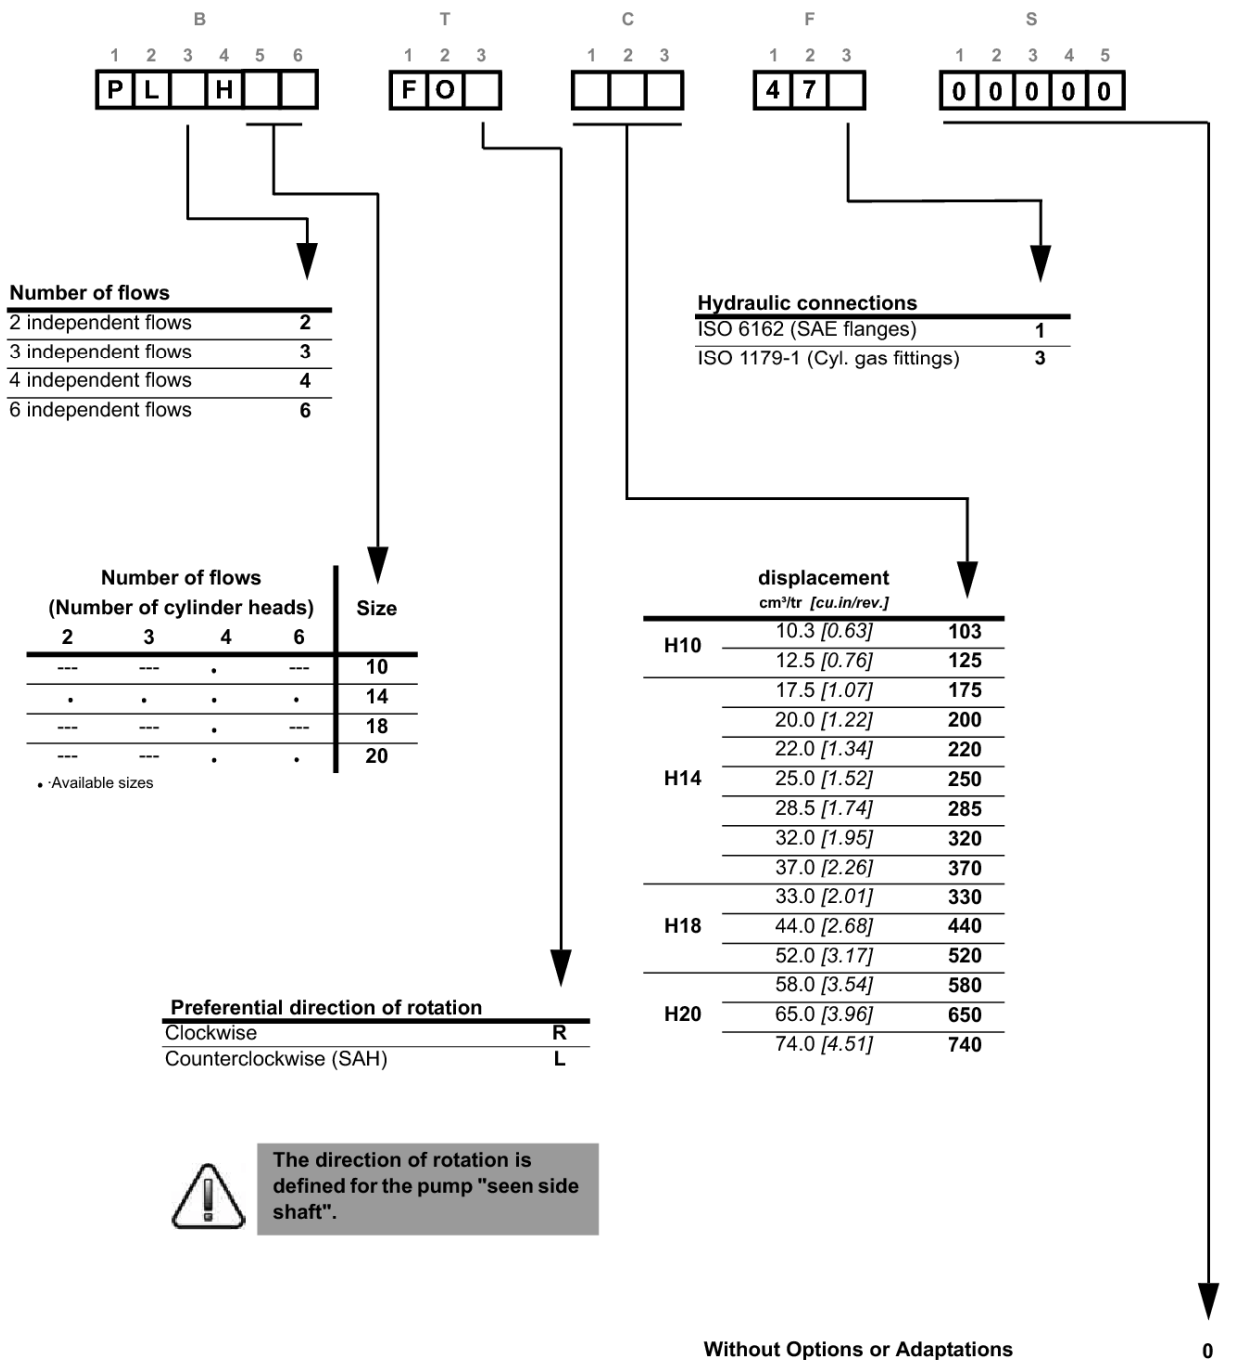 B T C F S
1 2 3 4 5 6 1 2 3 1 2 3 1 2 3 1 2 3 4 5
P L H F O 4 7 0 0 0 0 0
Number of flows
2 independent flows 2
3 independent flows 3
4 independent flows 4
6 independent flows 6
Hydraulic connections
ISO 6162 (SAE flanges) 1
ISO 1179-1 (Cyl. gas fittings) 3
Number of flows
(Number of cylinder heads) Size
2 3 4 6
--- --- . --- 10
. . . . 14
--- --- . --- 18
--- --- . . 20
• ·Available sizes
displacement
cm³/tr [cu.in/rev.]
H10
10.3 [0.63] 103
12.5 [0.76] 125
H14
17.5 [1.07] 175
20.0 [1.22] 200
22.0 [1.34] 220
25.0 [1.52] 250
28.5 [1.74] 285
32.0 [1.95] 320
37.0 [2.26] 370
H18
33.0 [2.01] 330
44.0 [2.68] 440
52.0 [3.17] 520
H20
58.0 [3.54] 580
65.0 [3.96] 650
74.0 [4.51] 740
Preferential direction of rotation
Clockwise R
Counterclockwise (SAH) L
The direction of rotation is
defined for the pump "seen side
shaft".
Without Options or Adaptations 0